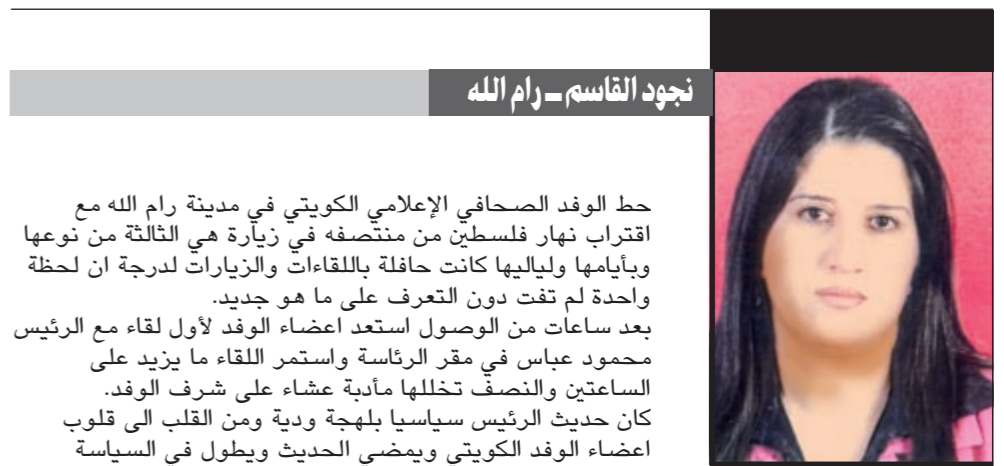 نجود القاسم ـ رام الله
حط الوفد الصحافي الإعلامي الكويتي في مدينة رام الله مع
اقتراب نهار فلسطين من منتصفه في زيارة هي الثالثة من نوعها
وبأيامها ولياليها كانت حافلة باللقاءات والزيارات لدرجة ان لحظة
واحدة لم تفت دون التعرف على ما هو جديد.
بعد ساعات من الوصول استعد اعضاء الوفد لأول لقاء مع الرئيس
محمود عباس في مقر الرئاسة واستمر اللقاء ما يزيد على
الساعتين والنصف تخللها مأدبة عشاء على شرف الوفد.
كان حديث الرئيس سياسيا بلهجة ودية ومن القلب الى قلوب
اعضاء الوفد الكويتي ويمضي الحديث ويطول في السياسة